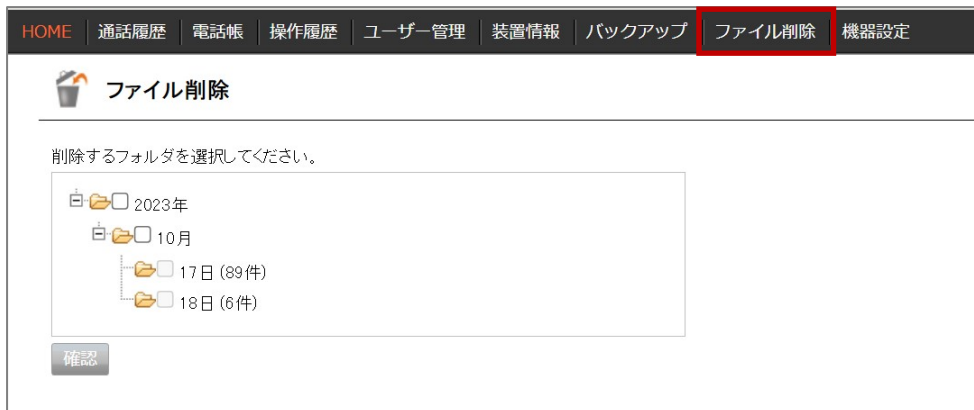 HOME 通話履歴 電話帳 操作履歴 ユーザー管理 装置情報 バックアップ ファイル削除 機器設定
ファイル削除
削除するフォルダを選択してください。
2023年
10月
17日 (89件)
18日 (6件)
確認